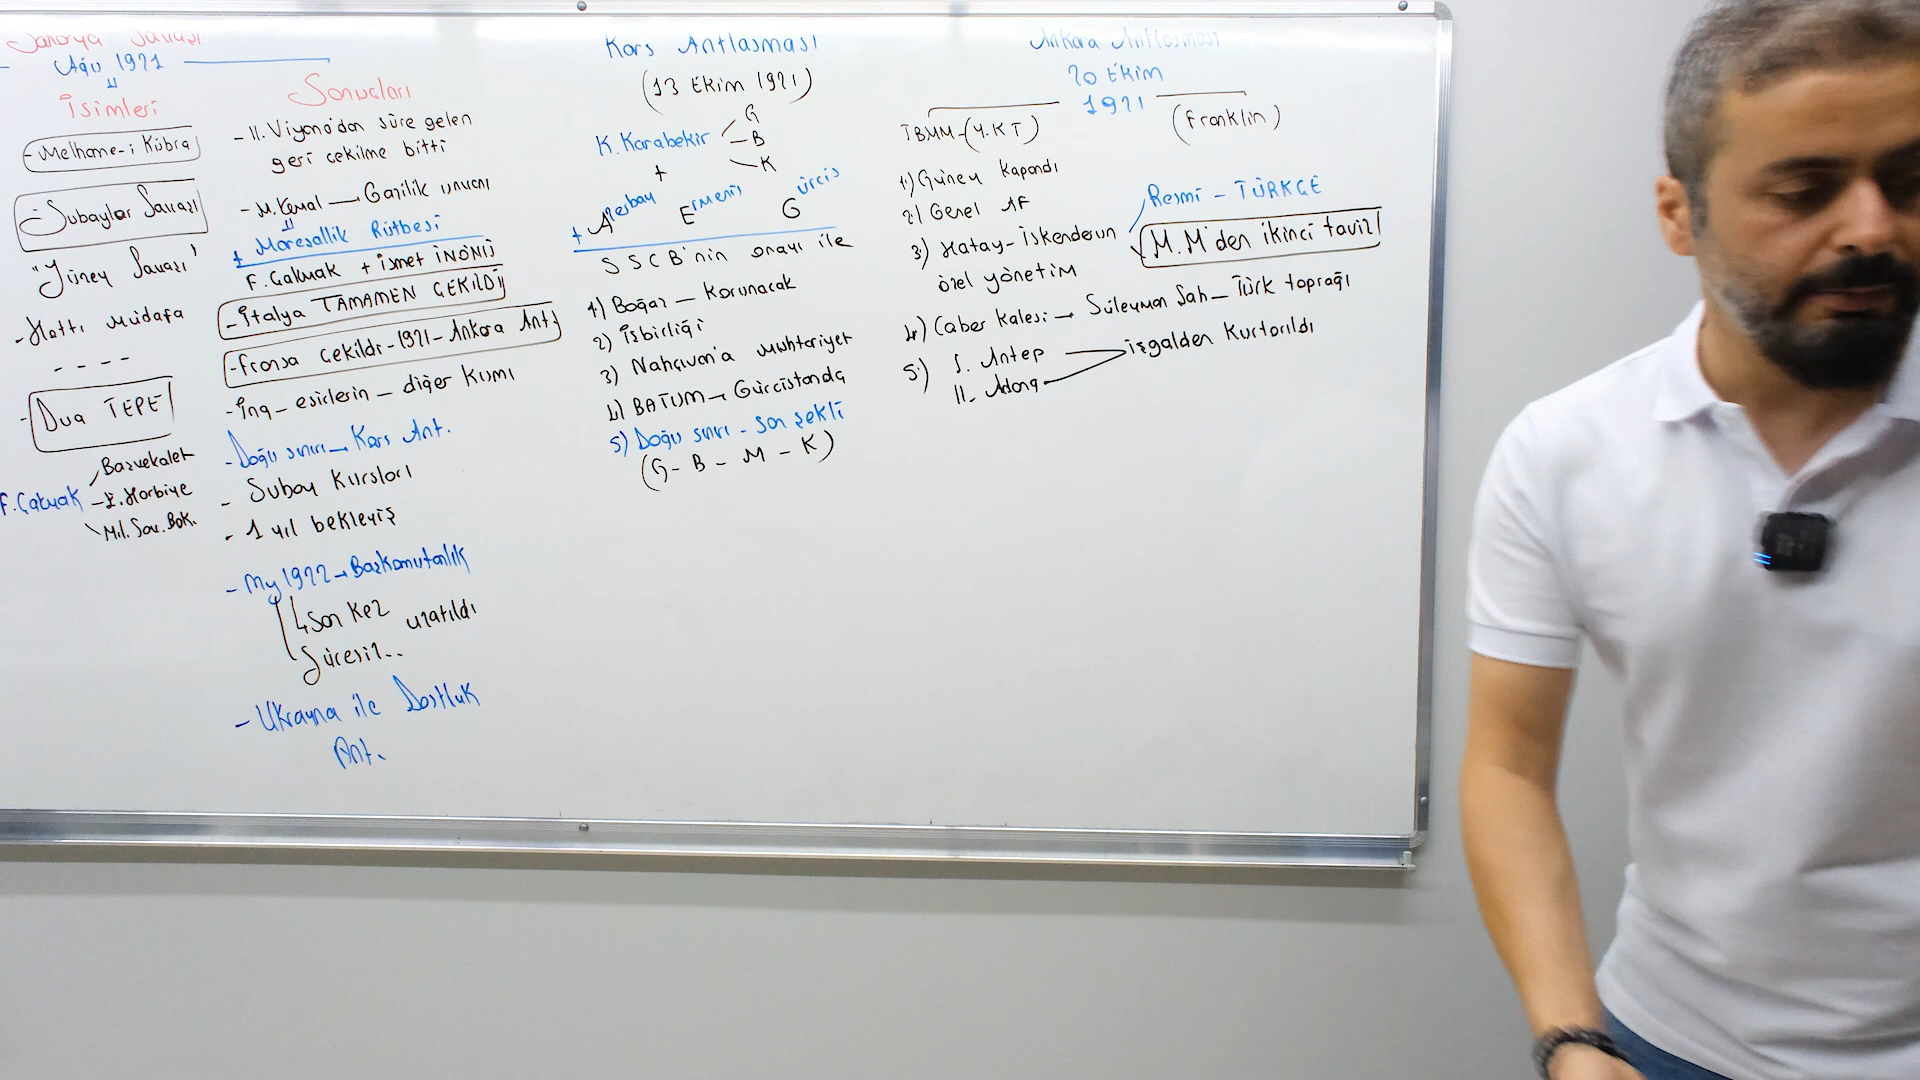 Sakarya Savaşı
Ağu 1921
İsimleri
- Melhame-i Kübra
- Subaylar Savaşı
"Yüney Savaşı"
- Hattı Müdafa
- - - -
- Dua TEPE
F. Çakmak
Başvekalet
- E. Harbiye
Mil. Sav. Bak.
Sonuçları
- II. Viyana'dan süre gelen
geri çekilme bitti
- M. Kemal → Gazilik unvanı
+ Mareşallik Rütbesi
F. Çakmak + ismet İNÖNÜ
- İtalya TAMAMEN ÇEKİLDİ
- Fransa çekildi - 1921 - Ankara Ant.
- İng - esirlerin - diğer kısmı
- Doğu sınırı → Kars Ant.
- Subay Kursları
- 1 yıl bekleyiş
- My 1922 → Başkomutanlık
Son kez uzatıldı
Süresiz..
- Ukrayna ile Dostluk
Ant.
Kars Antlaşması
(13 Ekim 1921)
K. Karabekir
G
- B
K
+
+ Azerbay Ermenis Gürcis
SSCB'nin onayı ile
1) Boğaz - Korunacak
2) İşbirliği
3) Nahçıvan'a Muhtariyet
4) BATUM → Gürcistanda
5) Doğu sınırı - Son şekli
(G - B - M - K)
Ankara Antlaşması
20 Ekim
1921
TBMM - (Y.KT)
(Franklin)
1) Güney Kapandı
2) Genel AF
3) Hatay - İskenderun
özel yönetim
Resmi - TÜRKÇE
M.M'den ikinci taviz
4) Caber Kalesi → Süleyman Şah - Türk toprağı
5) I. Antep
II. Adana
işgalden Kurtarıldı